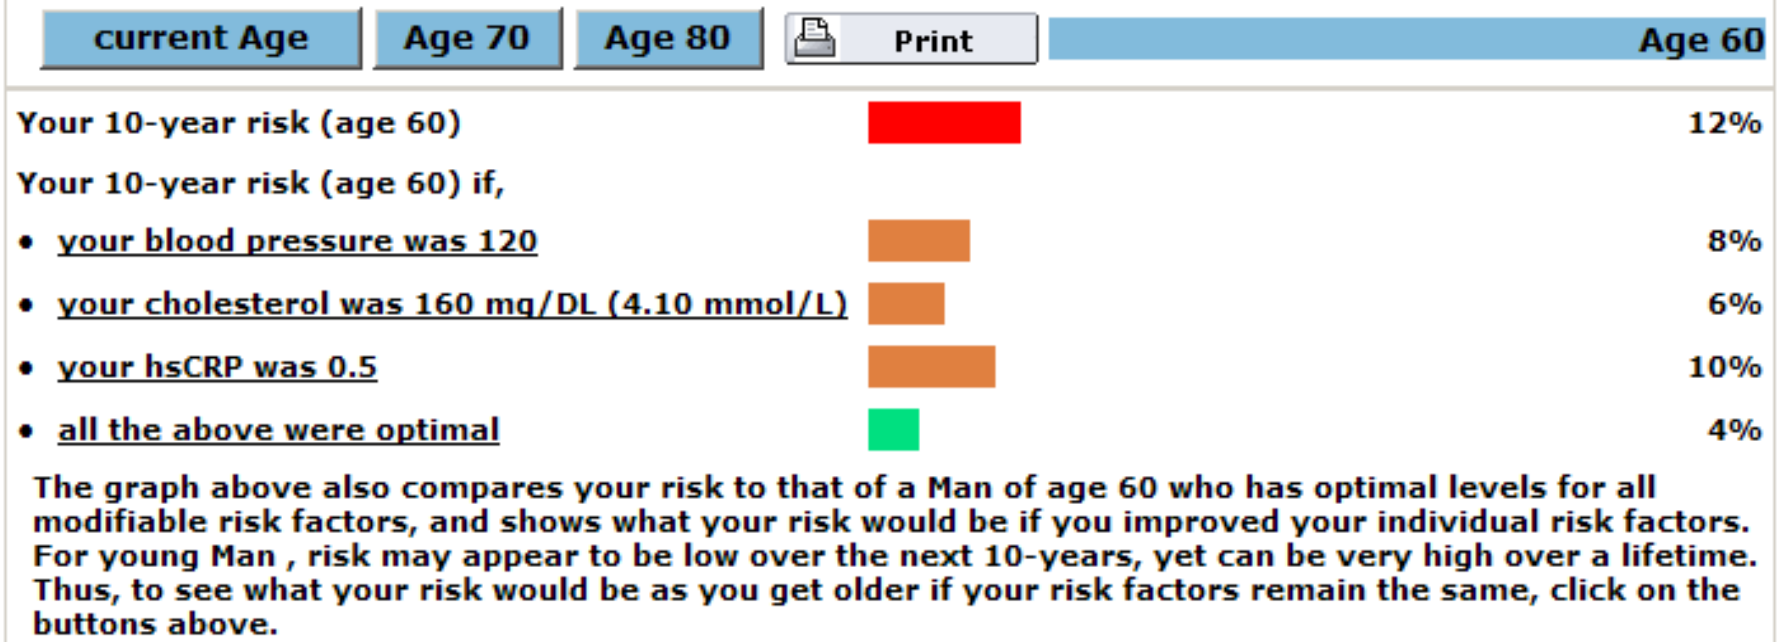 current Age Age 70 Age 80 Print Age 60
Your 10-year risk (age 60) 12%
Your 10-year risk (age 60) if,
• your blood pressure was 120 8%
• your cholesterol was 160 mg/DL (4.10 mmol/L) 6%
• your hsCRP was 0.5 10%
• all the above were optimal 4%
The graph above also compares your risk to that of a Man of age 60 who has optimal levels for all
modifiable risk factors, and shows what your risk would be if you improved your individual risk factors.
For young Man , risk may appear to be low over the next 10-years, yet can be very high over a lifetime.
Thus, to see what your risk would be as you get older if your risk factors remain the same, click on the
buttons above.